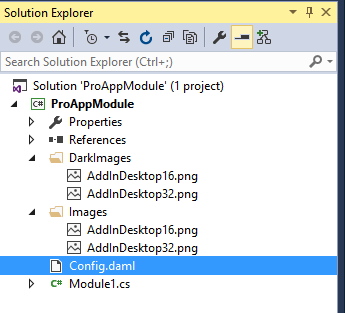 Solution Explorer
Search Solution Explorer (Ctrl+;)
Solution 'ProAppModule' (1 project)
C# ProAppModule
Properties
References
DarkImages
AddInDesktop16.png
AddInDesktop32.png
Images
AddInDesktop16.png
AddInDesktop32.png
Config.daml
C# Module1.cs